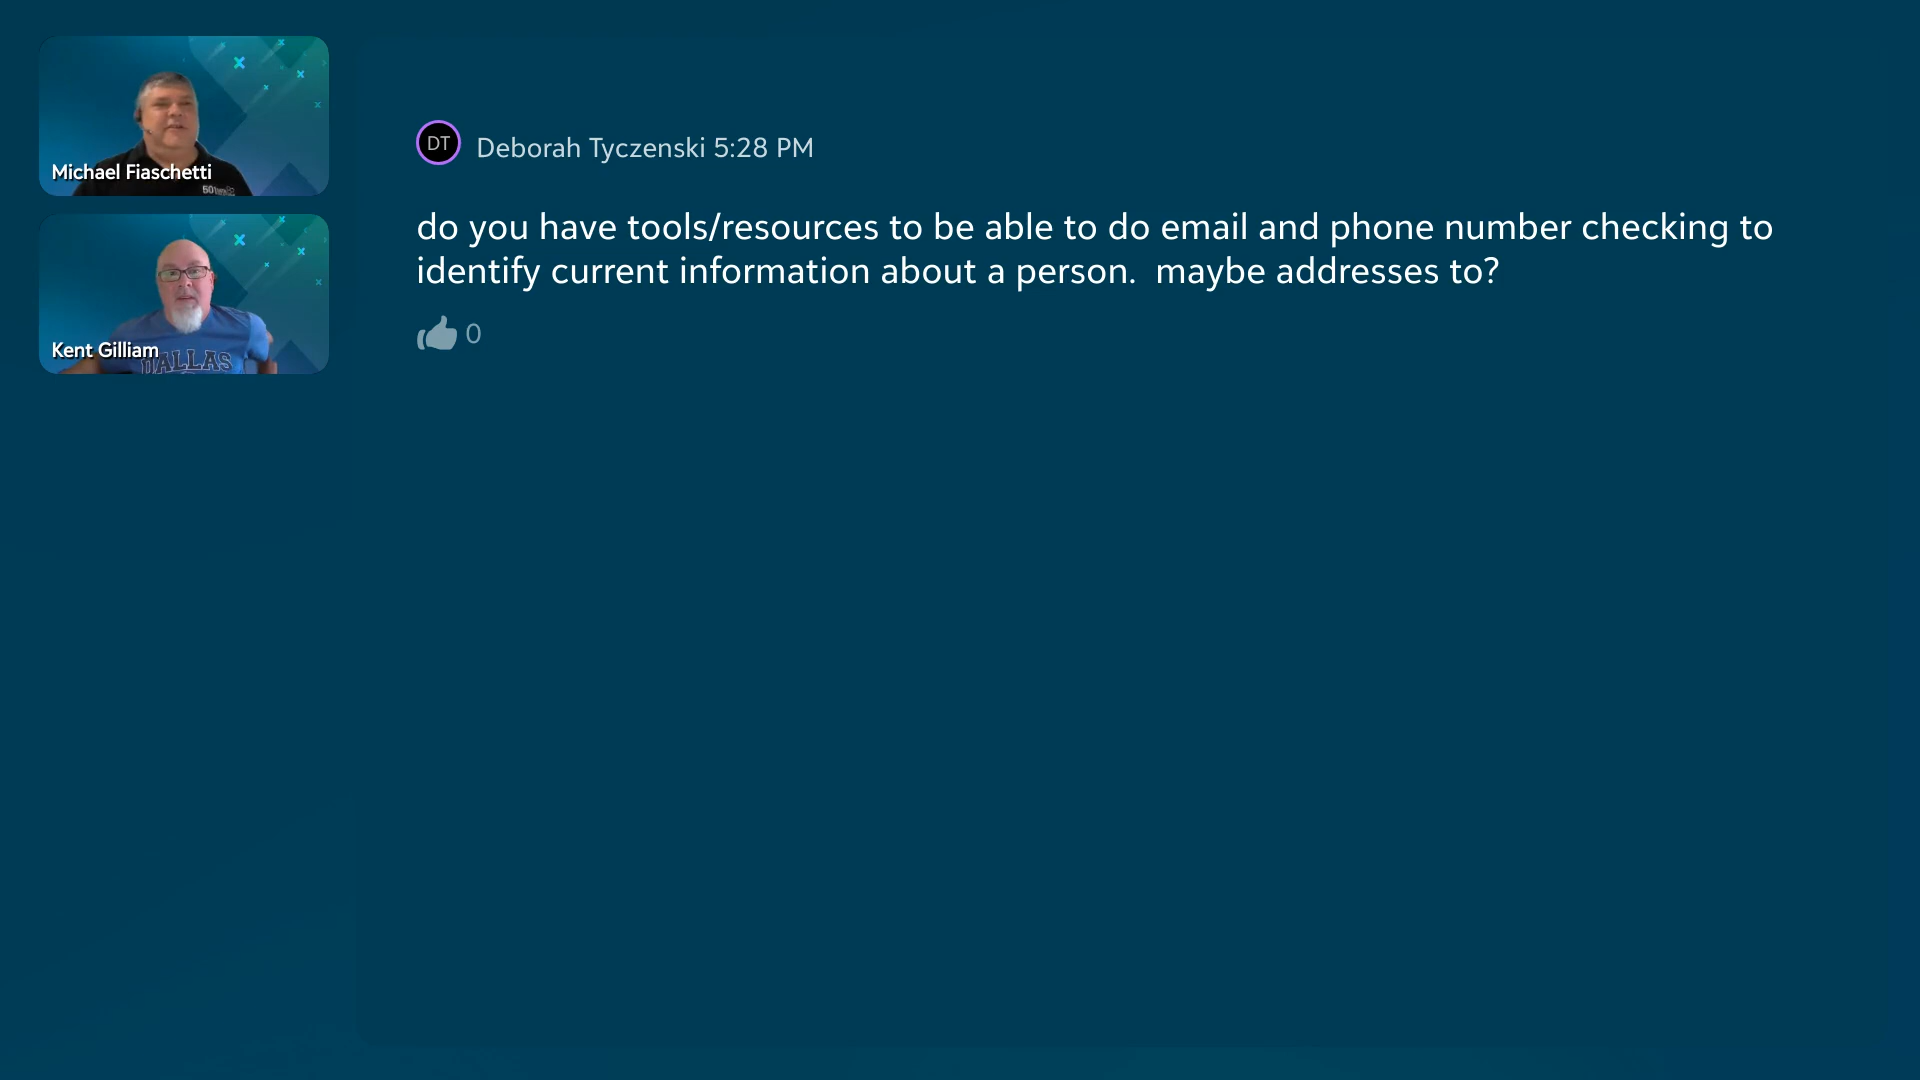 Michael Fiaschetti
Kent Gilliam
DALLAS
DT
Deborah Tyczenski 5:28 PM
do you have tools/resources to be able to do email and phone number checking to
identify current information about a person.  maybe addresses to?
0